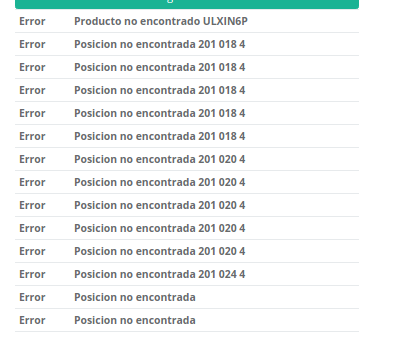 Error Producto no encontrado ULXIN6P
Error Posicion no encontrada 201 018 4
Error Posicion no encontrada 201 018 4
Error Posicion no encontrada 201 018 4
Error Posicion no encontrada 201 018 4
Error Posicion no encontrada 201 018 4
Error Posicion no encontrada 201 020 4
Error Posicion no encontrada 201 020 4
Error Posicion no encontrada 201 020 4
Error Posicion no encontrada 201 020 4
Error Posicion no encontrada 201 020 4
Error Posicion no encontrada 201 024 4
Error Posicion no encontrada
Error Posicion no encontrada